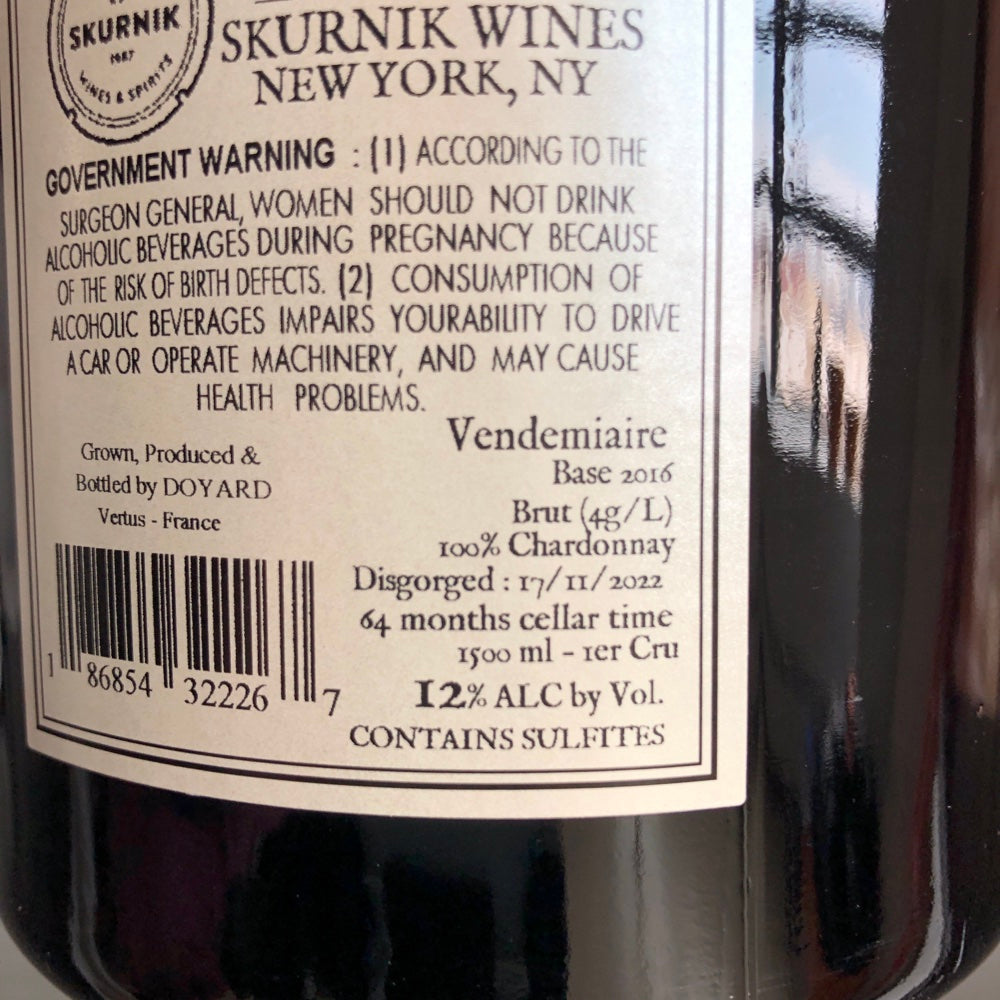 SKURNIK
1987
WINES & SPIRITS
SKURNIK WINES
NEW YORK, NY
GOVERNMENT WARNING : (1) ACCORDING TO THE
SURGEON GENERAL, WOMEN SHOULD NOT DRINK
ALCOHOLIC BEVERAGES DURING PREGNANCY BECAUSE
OF THE RISK OF BIRTH DEFECTS. (2) CONSUMPTION OF
ALCOHOLIC BEVERAGES IMPAIRS YOURABILITY TO DRIVE
A CAR OR OPERATE MACHINERY, AND MAY CAUSE
HEALTH PROBLEMS.
Grown, Produced &
Bottled by DOYARD
Vertus - France
1 86854 32226 7
Vendemiaire
Base 2016
Brut (4g/L)
100% Chardonnay
Disgorged : 17/11/2022
64 months cellar time
1500 ml - 1er Cru
12% ALC by Vol.
CONTAINS SULFITES